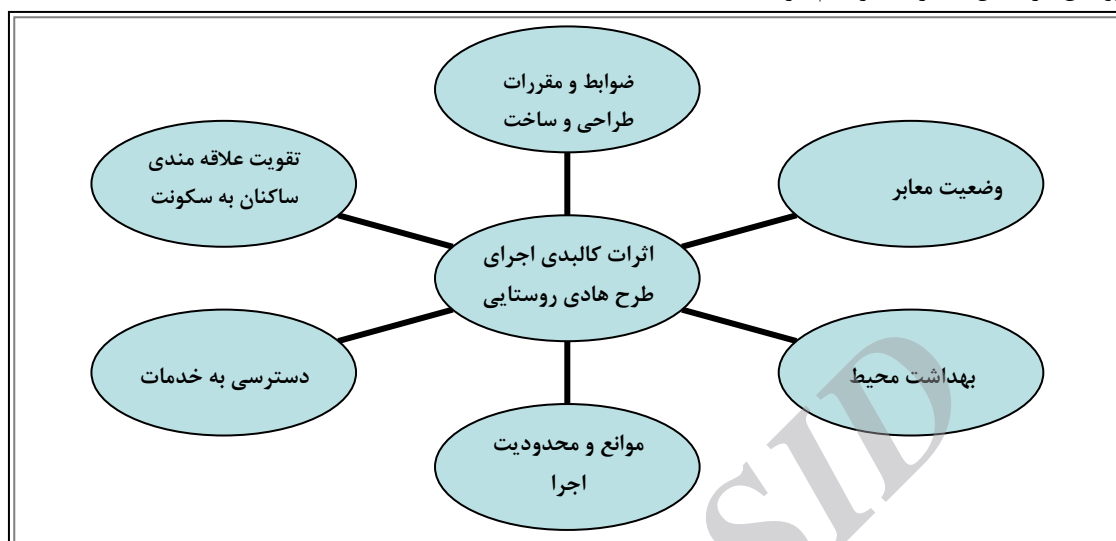 ضوابط و مقررات
طراحی و ساخت
تقویت علاقه مندی
ساکنان به سکونت
وضعیت معابر
اثرات کالبدی اجرای
طرح هادی روستایی
دسترسی به خدمات
بهداشت محیط
موانع و محدودیت
اجرا
SID